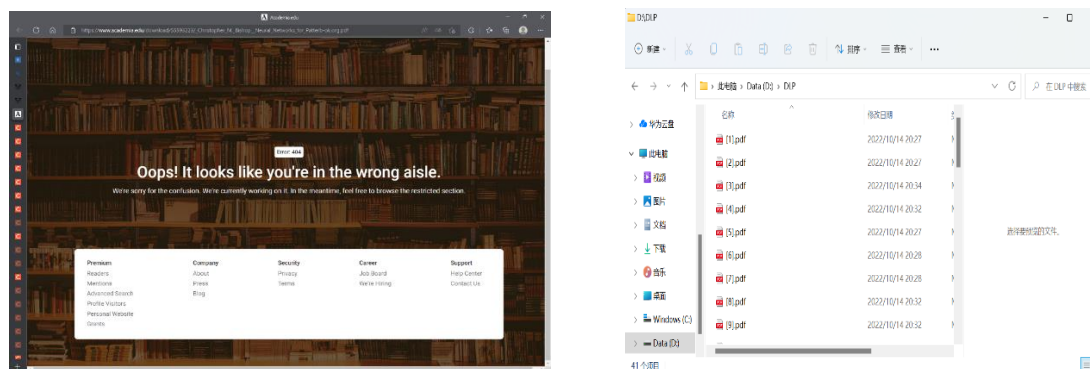 Academia.edu
Error: 404
Oops! It looks like you're in the wrong aisle.
We're sorry for the confusion. We're currently working on it. In the meantime, feel free to browse the restricted section.
Premium
Readers
Mentions
Advanced Search
Profile Visitors
Personal Website
Grants
Company
About
Press
Blog
Security
Privacy
Terms
Career
Job Board
We're Hiring
Support
Help Center
Contact Us
D:\DLP
新建
排序
查看
此电脑 › Data (D:) › DLP
在 DLP 中搜索
名称
修改日期
华为云盘
此电脑
视频
图片
文档
下载
音乐
桌面
Windows (C:)
Data (D:)
[1].pdf 2022/10/14 20:27
[2].pdf 2022/10/14 20:27
[3].pdf 2022/10/14 20:34
[4].pdf 2022/10/14 20:32
[5].pdf 2022/10/14 20:27
[6].pdf 2022/10/14 20:28
[7].pdf 2022/10/14 20:28
[8].pdf 2022/10/14 20:32
[9].pdf 2022/10/14 20:32
选择要预览的文件。
41 个项目